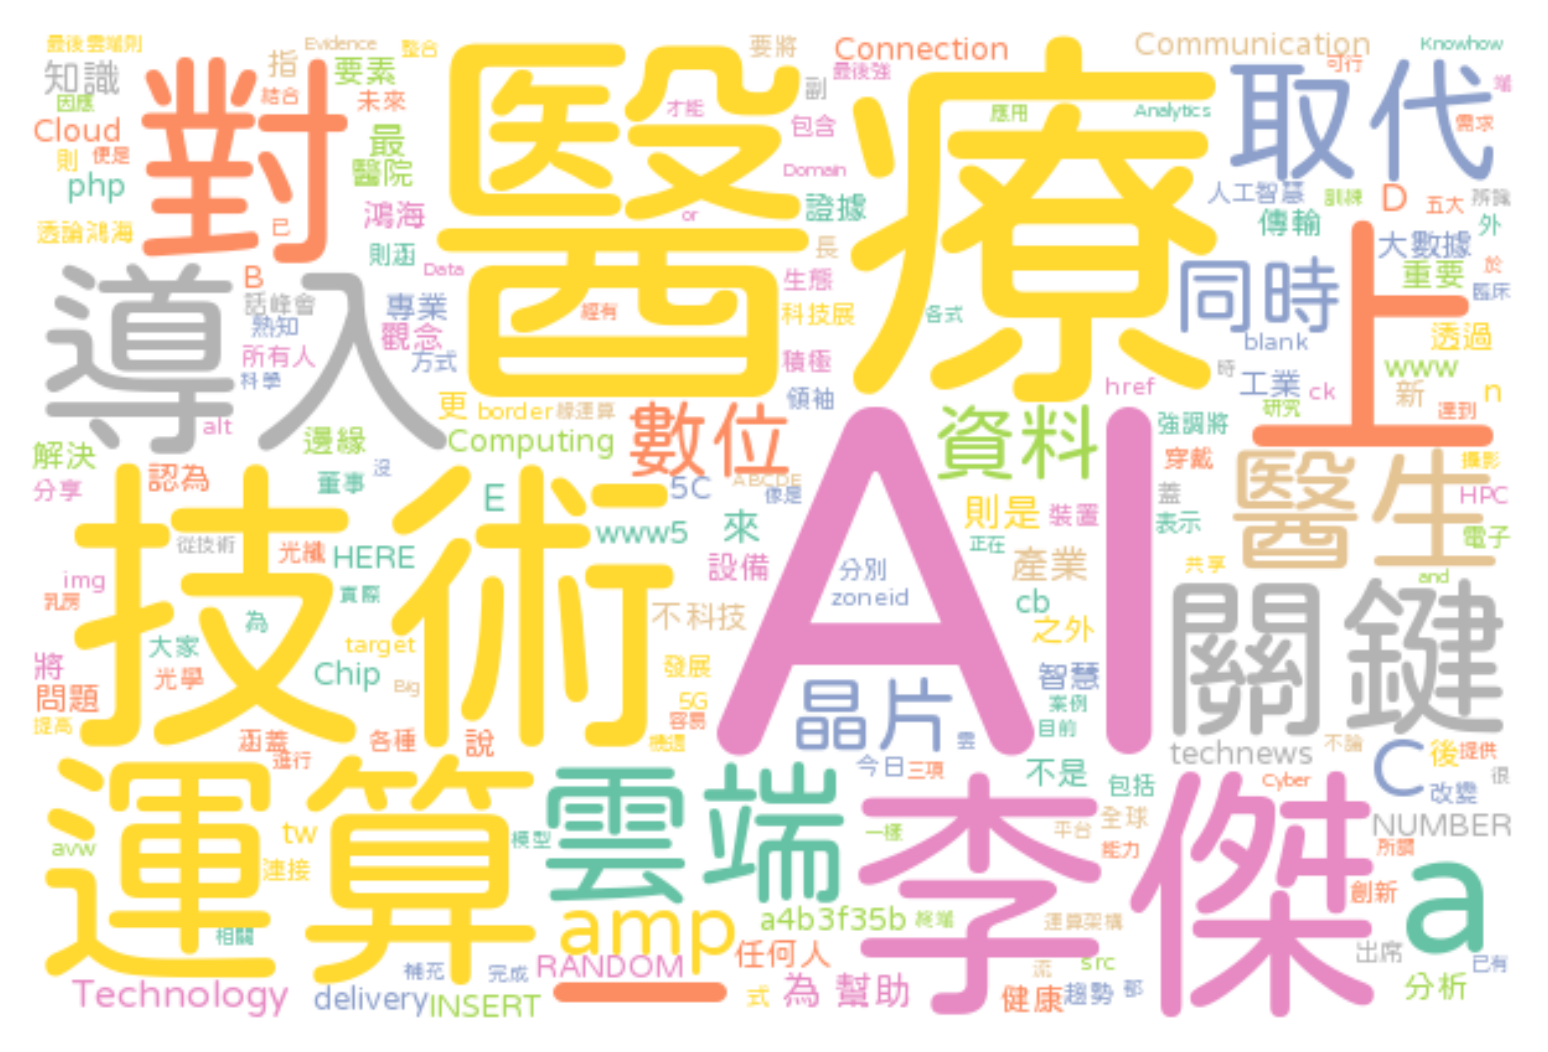 最後雲端則 Evidence 整合 要將 Connection Communication Knowhow
知識 對 指 要素 醫 療 最後強 可行 取代 端
因應 結合 未來 副 才能 應用 Analytics 需求
Cloud 最 包含
則 便是 醫院 Domain
php 鴻海 or 證據 人工智慧 訓練 D 五大 辨識
透論鴻海 已 則涵 長 傳輸 大數據 外
導入 B Data 生態 同時 重要 於
話峰會 專業 經有 科技展 各式 臨床
熟知 觀念 上 透過
所有人 方式 積極 blank www
科學 領袖 href 時 工業 ck 新 n
alt 更 border 緣運算 數位 AI 資料 強調將 研究 達到
解決 邊緣 Computing 穿戴 醫生 攝影
分享 認為 董事 沒 5C ABCDE 像是 蓋 HPC
技術 E www5 來 則是 裝置 表示 電子
從技術 光纖 HERE 設備 正在 產業 共享
img 實際 分別 and
乳房 為 不 科技 zoneid cb 關鍵
大家 target 之外
將 光學 Chip Big 發展 智慧
問題 5G 晶片 案例
提高 涵蓋 各種 說 容易 目前
進行 機這 雲 technews 不論 後 提供
運算 雲端 今日 三項 不是 包括 Cyber C 改變 很
avw tw 模型 李傑 一樣 平台 全球 NUMBER
連接 能力 所謂
amp a4b3f35b 終端 運算架構 創新 a
相關 任何人 出席
補充 完成 RANDOM 流 src 已有
Technology delivery INSERT 一 式 為 幫助 健康 趨勢 都 分析